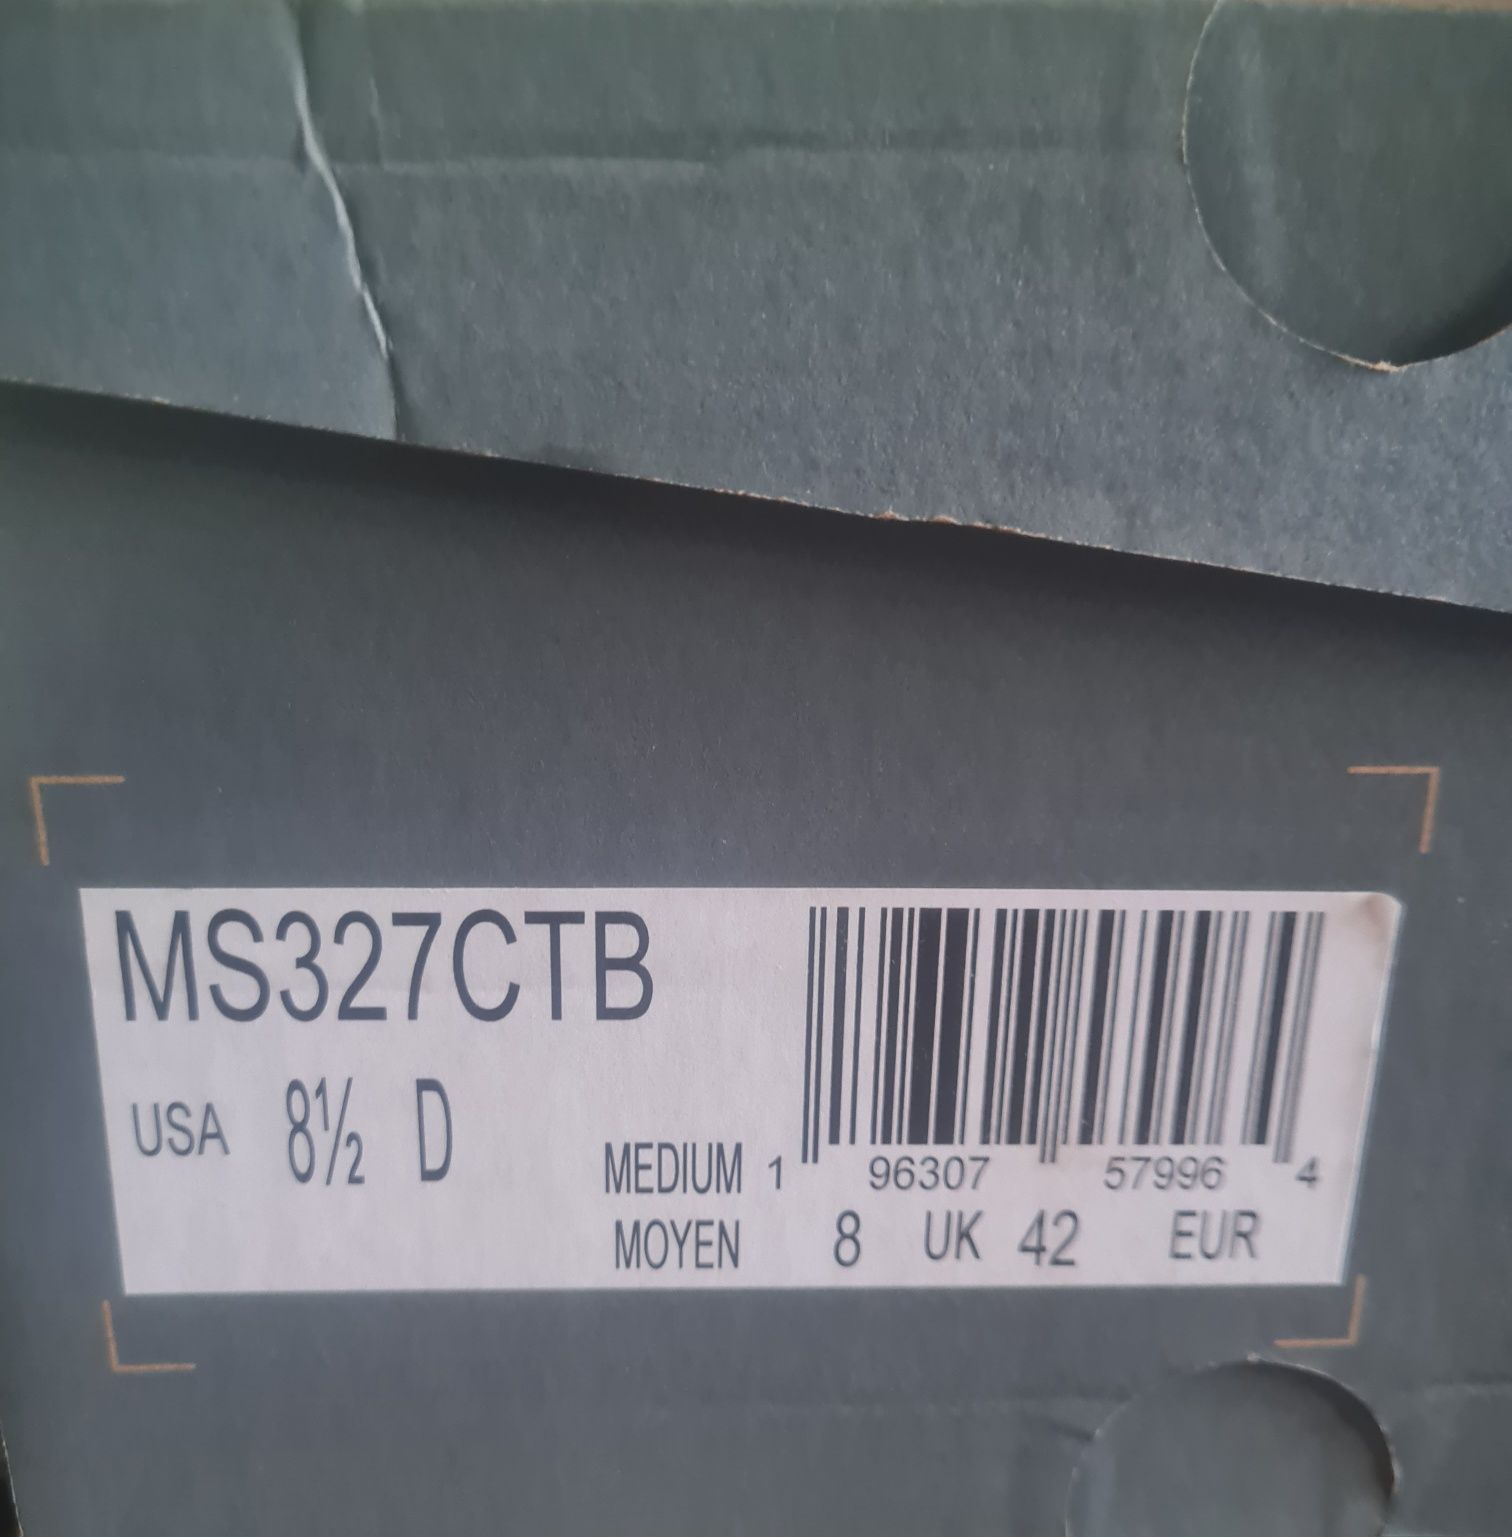 MS327CTB
USA 8½ D
MEDIUM 1 96307 57996 4
MOYEN 8 UK 42 EUR